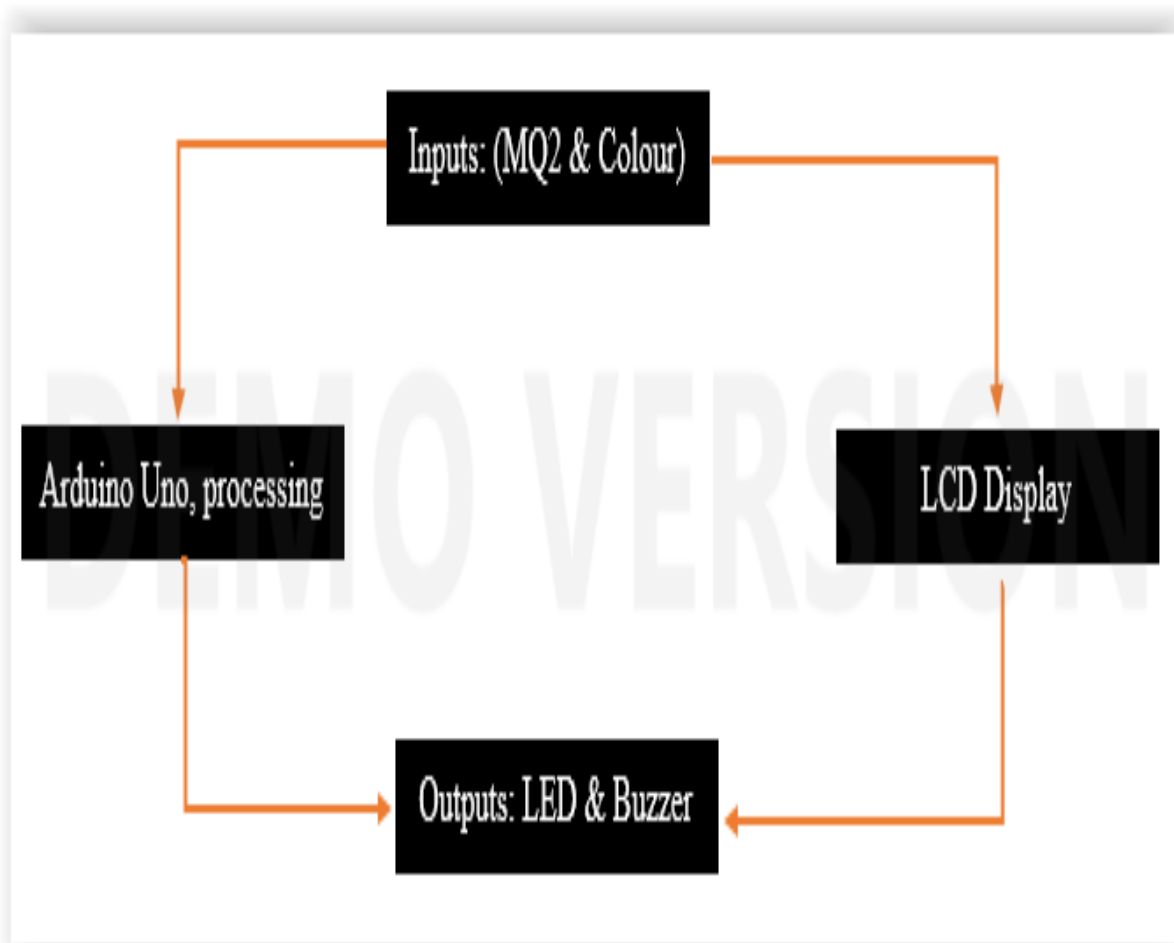 Inputs: (MQ2 & Colour)
Arduino Uno, processing
LCD Display
DEMO VERSION
Outputs: LED & Buzzer